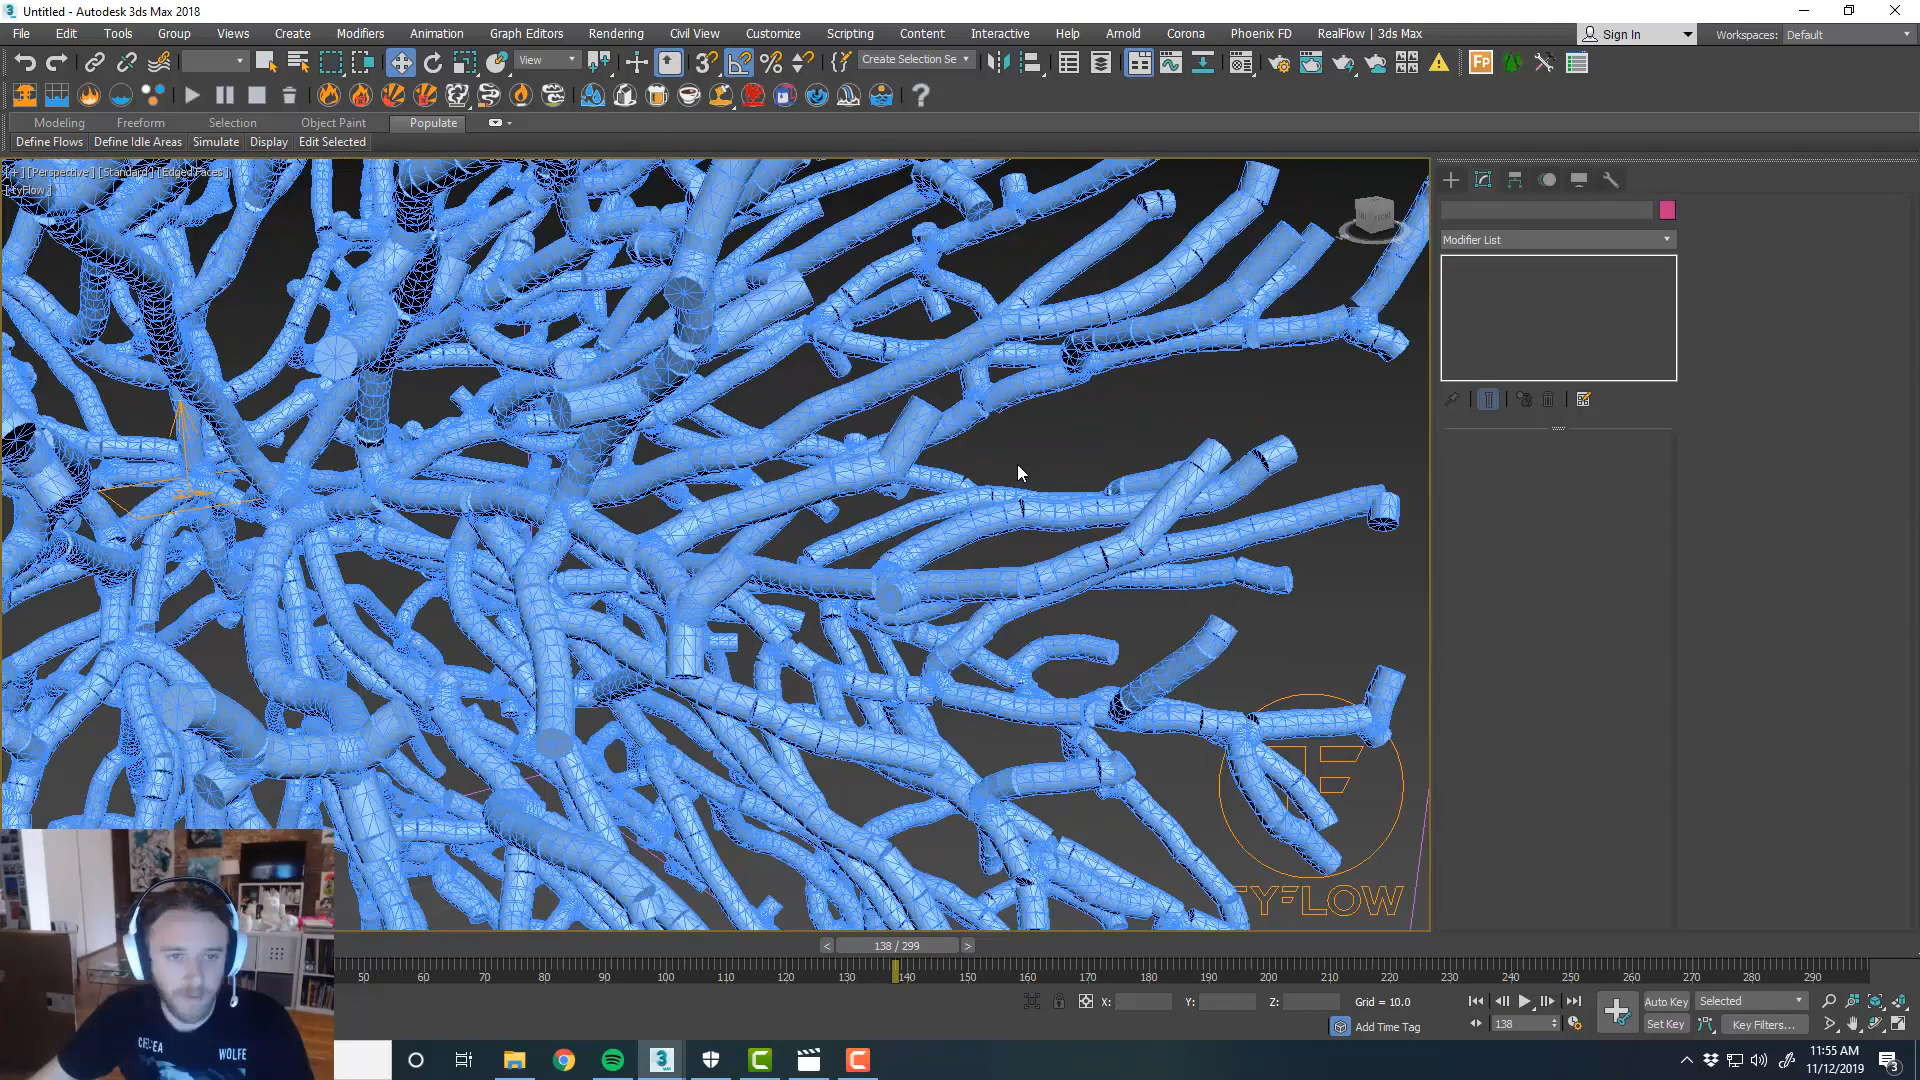 Untitled - Autodesk 3ds Max 2018
File Edit Tools Group Views Create Modifiers Animation Graph Editors Rendering Civil View Customize Scripting Content Interactive Help Arnold Corona Phoenix FD RealFlow | 3ds Max Sign In Workspaces: Default
View Create Selection Se
Modeling Freeform Selection Object Paint Populate
Define Flows Define Idle Areas Simulate Display Edit Selected
[ + ] [Perspective ] [Standard ] [Edged Faces ]
[ tyFlow ]
Modifier List
TYFLOW
138 / 299
50 60 70 80 90 100 110 120 130 140 150 160 170 180 190 200 210 220 230 240 250 260 270 280 290
X: Y: Z: Grid = 10.0 Auto Key Selected
Add Time Tag 138 Set Key Key Filters...
CHELSEA
WOLFE
11:55 AM
11/12/2019
3